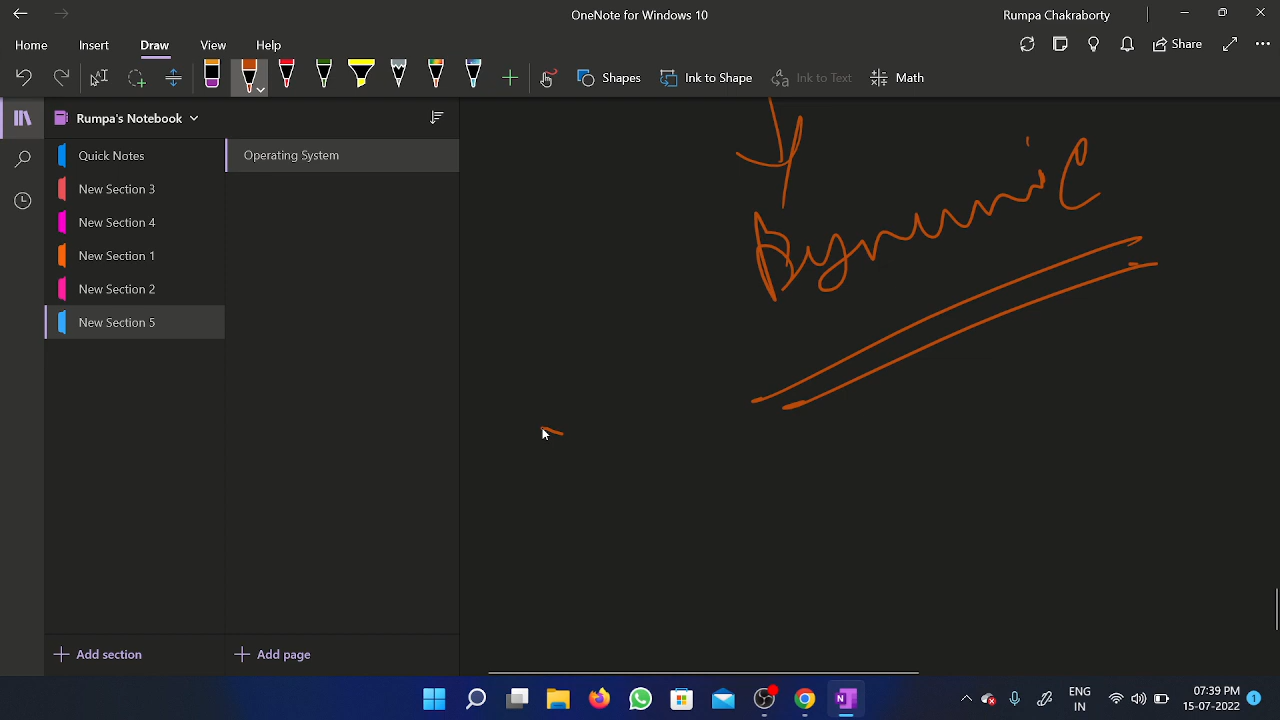 OneNote for Windows 10
Rumpa Chakraborty
Home
Insert
Draw
View
Help
Share
Shapes
Ink to Shape
Ink to Text
Math
Rumpa's Notebook
Quick Notes
New Section 3
New Section 4
New Section 1
New Section 2
New Section 5
Operating System
Dynamic
Add section
Add page
ENG
IN
07:39 PM
15-07-2022
1